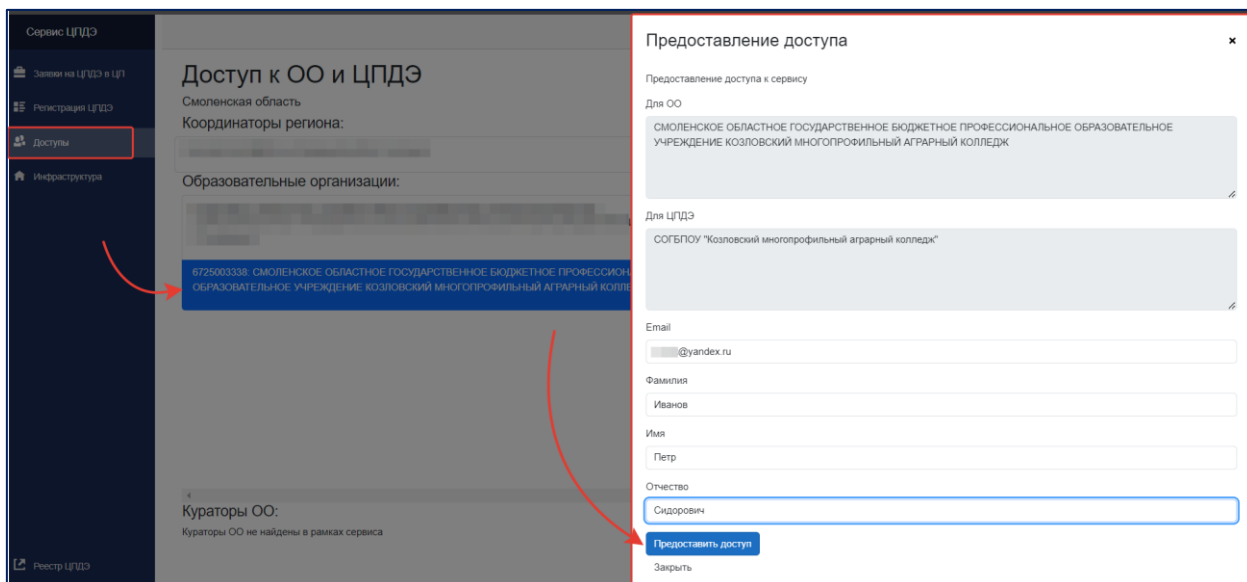 Сервис ЦПДЭ
Заявки на ЦПДЭ в ЦП
Регистрация ЦПДЭ
Доступы
Инфраструктура
Реестр ЦПДЭ
Доступ к ОО и ЦПДЭ
Смоленская область
Координаторы региона:
Образовательные организации:
6725003338: СМОЛЕНСКОЕ ОБЛАСТНОЕ ГОСУДАРСТВЕННОЕ БЮДЖЕТНОЕ ПРОФЕССИОН
ОБРАЗОВАТЕЛЬНОЕ УЧРЕЖДЕНИЕ КОЗЛОВСКИЙ МНОГОПРОФИЛЬНЫЙ АГРАРНЫЙ КОЛЛЕ
Кураторы ОО:
Кураторы ОО не найдены в рамках сервиса
Предоставление доступа
×
Предоставление доступа к сервису
Для ОО
СМОЛЕНСКОЕ ОБЛАСТНОЕ ГОСУДАРСТВЕННОЕ БЮДЖЕТНОЕ ПРОФЕССИОНАЛЬНОЕ ОБРАЗОВАТЕЛЬНОЕ
УЧРЕЖДЕНИЕ КОЗЛОВСКИЙ МНОГОПРОФИЛЬНЫЙ АГРАРНЫЙ КОЛЛЕДЖ
Для ЦПДЭ
СОГБПОУ "Козловский многопрофильный аграрный колледж"
Email
@yandex.ru
Фамилия
Иванов
Имя
Петр
Отчество
Сидорович
Предоставить доступ
Закрыть